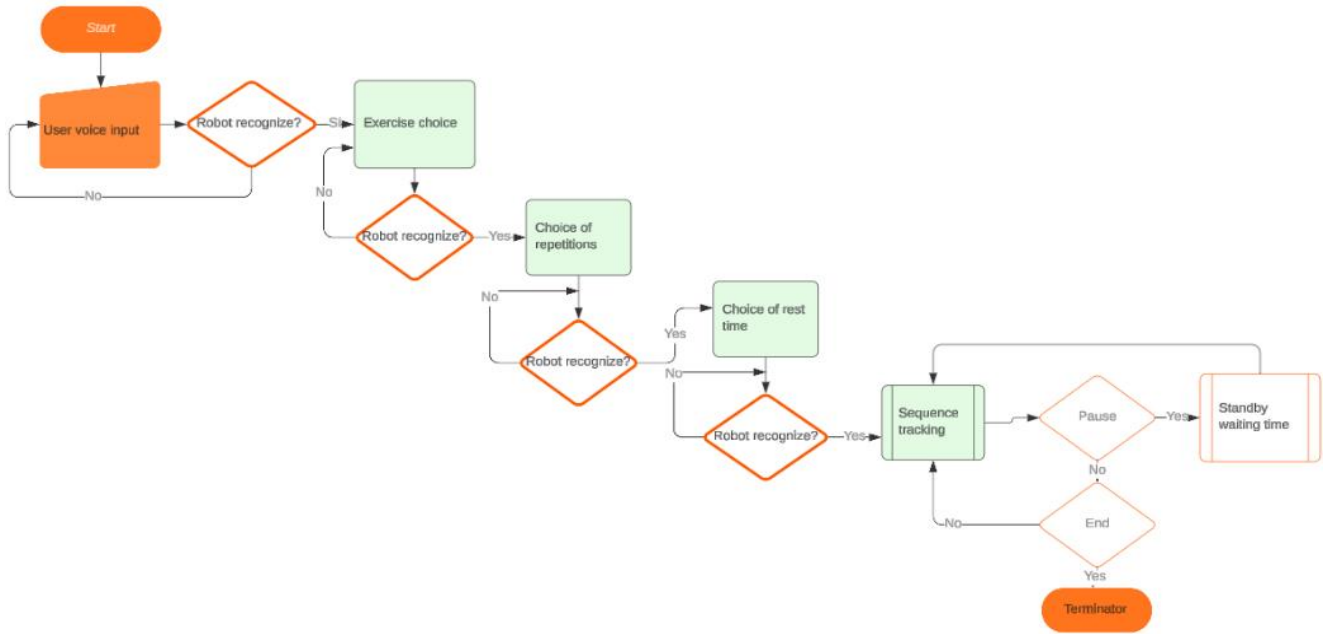 Start
User voice input
Robot recognize?
Si
Exercise choice
No
No
Robot recognize?
Yes
Choice of
repetitions
No
Robot recognize?
Yes
Choice of rest
time
No
Robot recognize?
Yes
Sequence
tracking
Pause
Yes
Standby
waiting time
No
End
No
Yes
Terminator